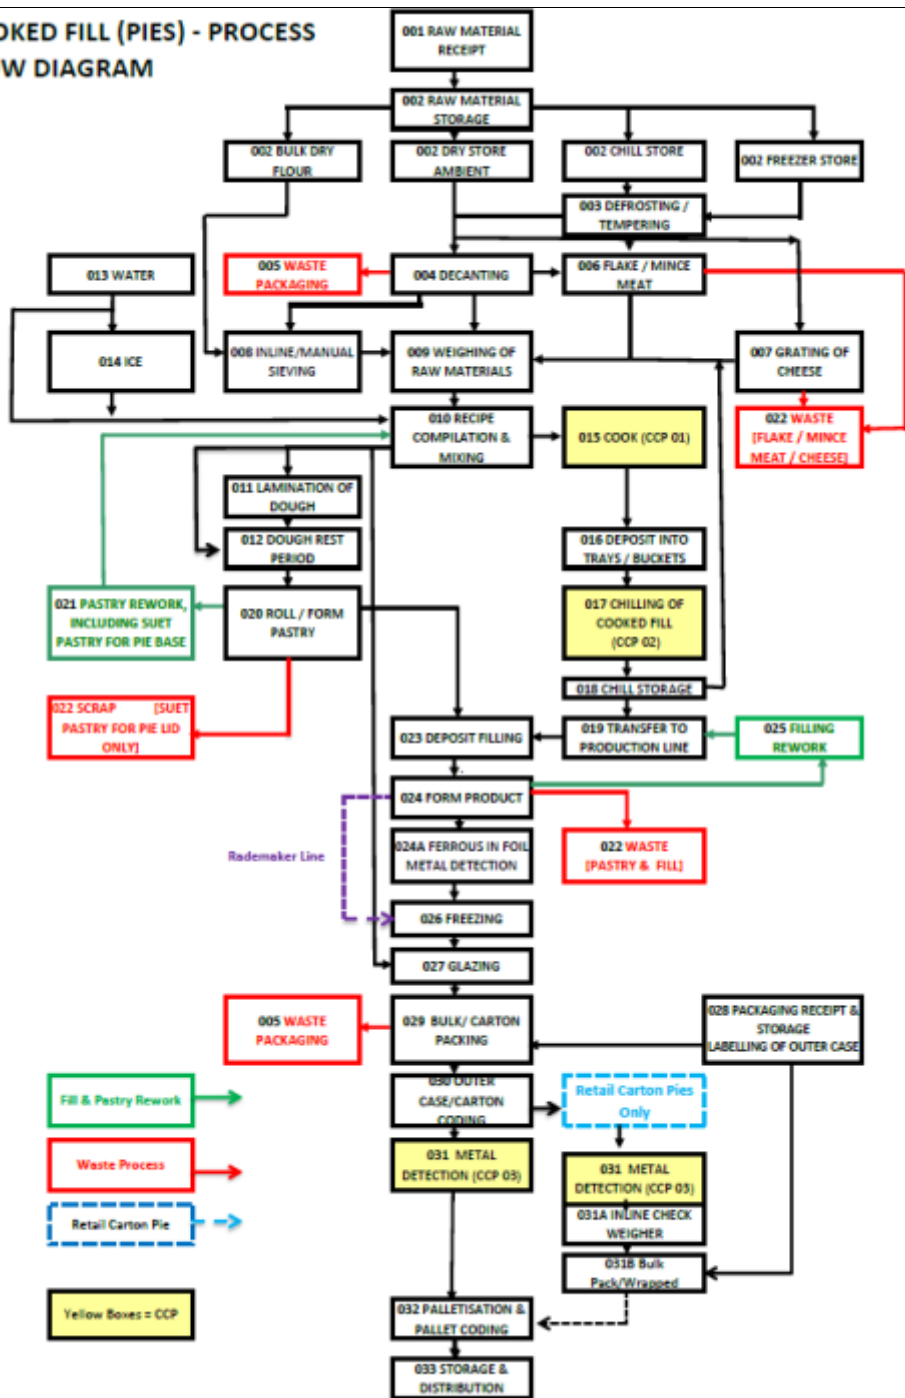 OKED FILL (PIES) - PROCESS
W DIAGRAM
001 RAW MATERIAL
RECEIPT
002 RAW MATERIAL
STORAGE
002 BULK DRY
FLOUR
002 DRY STORE
AMBIENT
002 CHILL STORE
002 FREEZER STORE
003 DEFROSTING /
TEMPERING
013 WATER
005 WASTE
PACKAGING
004 DECANTING
006 FLAKE / MINCE
MEAT
014 ICE
008 INLINE/MANUAL
SIEVING
009 WEIGHING OF
RAW MATERIALS
007 GRATING OF
CHEESE
010 RECIPE
COMPILATION &
MIXING
015 COOK (CCP 01)
022 WASTE
[FLAKE / MINCE
MEAT / CHEESE]
011 LAMINATION OF
DOUGH
012 DOUGH REST
PERIOD
016 DEPOSIT INTO
TRAYS / BUCKETS
021 PASTRY REWORK,
INCLUDING SUET
PASTRY FOR PIE BASE
020 ROLL / FORM
PASTRY
017 CHILLING OF
COOKED FILL
(CCP 02)
018 CHILL STORAGE
022 SCRAP [SUET
PASTRY FOR PIE LID
ONLY]
023 DEPOSIT FILLING
019 TRANSFER TO
PRODUCTION LINE
025 FILLING
REWORK
024 FORM PRODUCT
Rademaker Line
024A FERROUS IN FOIL
METAL DETECTION
022 WASTE
[PASTRY & FILL]
026 FREEZING
027 GLAZING
005 WASTE
PACKAGING
029 BULK/ CARTON
PACKING
028 PACKAGING RECEIPT &
STORAGE
LABELLING OF OUTER CASE
Fill & Pastry Rework
030 OUTER
CASE/CARTON
CODING
Retail Carton Pies
Only
Waste Process
031 METAL
DETECTION (CCP 03)
031 METAL
DETECTION (CCP 03)
031A INLINE CHECK
WEIGHER
Retail Carton Pie
031B Bulk
Pack/Wrapped
Yellow Boxes = CCP
032 PALLETISATION &
PALLET CODING
033 STORAGE &
DISTRIBUTION